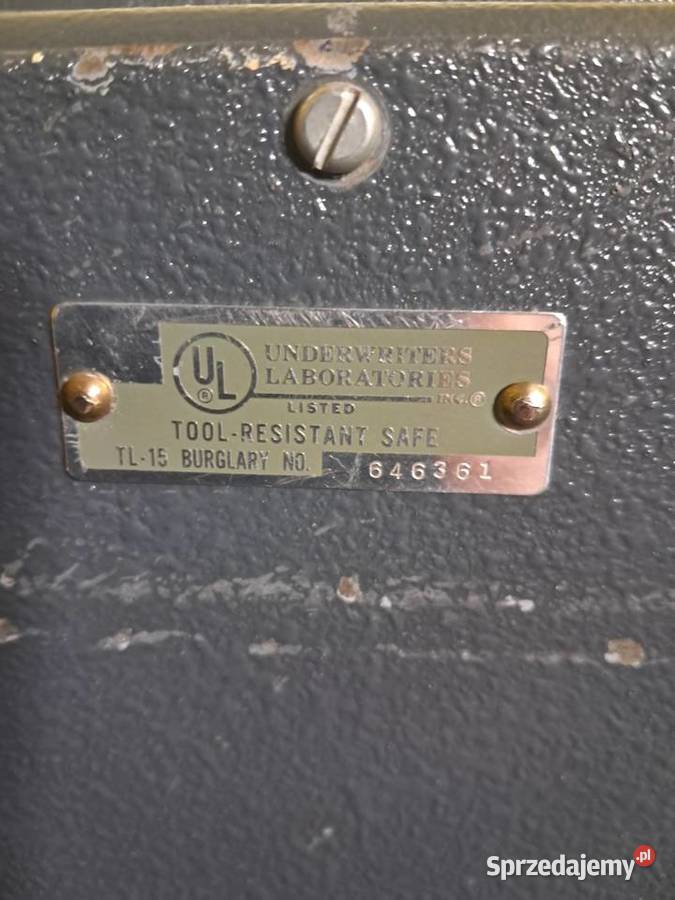 UL ®
UNDERWRITERS
LABORATORIES
INC.®
LISTED
TOOL-RESISTANT SAFE
TL-15 BURGLARY NO. 646361
Sprzedajemy.pl